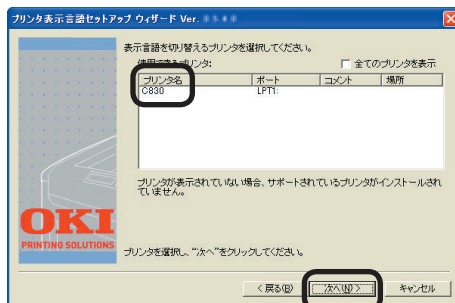 プリンタ表示言語セットアップ ウィザード Ver.
表示言語を切り替えるプリンタを選択してください。
使用できるプリンタ:
全てのプリンタを表示
プリンタ名 ポート コメント 場所
C830 LPT1:
プリンタが表示されていない場合、サポートされているプリンタがインストールされ
ていません。
OKI
PRINTING SOLUTIONS
プリンタを選択し、"次へ"をクリックしてください。
< 戻る(B) 次へ(N) > キャンセル